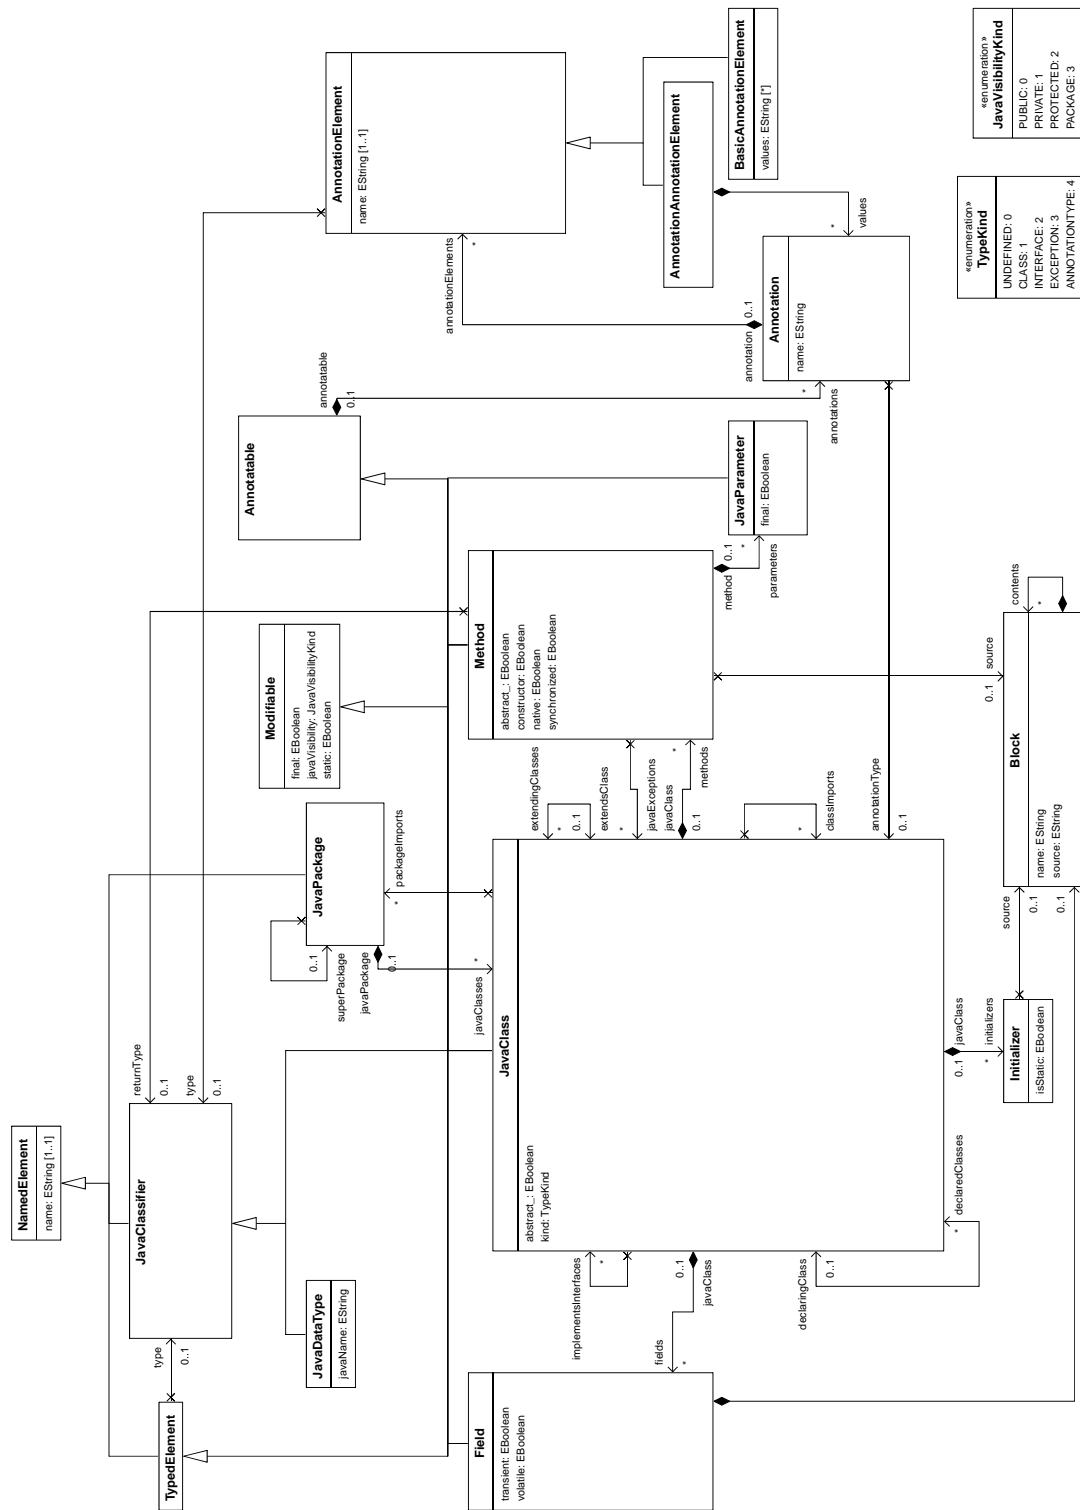 NamedElement
name: EString [1..1]
TypedElement
type
0..1
JavaClassifier
returnType
0..1
type
0..1
JavaDataType
javaName: EString
superPackage
0..1
javaPackage
0..1
JavaPackage
packageImports
*
javaClasses
*
Modifiable
final: EBoolean
javaVisibility: JavaVisibilityKind
static: EBoolean
Annotatable
annotatable
0..1
AnnotationElement
name: EString [1..1]
annotationElements
*
Field
transient: EBoolean
volatile: EBoolean
fields
*
JavaClass
abstract_: EBoolean
kind: TypeKind
implementsInterfaces
*
0..1
javaClass
declaringClass
0..1
declaredClasses
*
extendingClasses
*
0..1
extendsClass
*
javaExceptions
javaClass
0..1
methods
*
classImports
*
annotationType
0..1
Method
abstract_: EBoolean
constructor: EBoolean
native: EBoolean
synchronized: EBoolean
method
0..1
parameters
*
JavaParameter
final: EBoolean
AnnotationAnnotationElement
BasicAnnotationElement
values: EString [*]
values
*
annotation
0..1
Annotation
name: EString
annotations
*
javaClass
0..1
initializers
*
Initializer
isStatic: EBoolean
source
0..1
0..1
Block
name: EString
source: EString
source
0..1
contents
*
«enumeration»
TypeKind
UNDEFINED: 0
CLASS: 1
INTERFACE: 2
EXCEPTION: 3
ANNOTATIONTYPE: 4
«enumeration»
JavaVisibilityKind
PUBLIC: 0
PRIVATE: 1
PROTECTED: 2
PACKAGE: 3